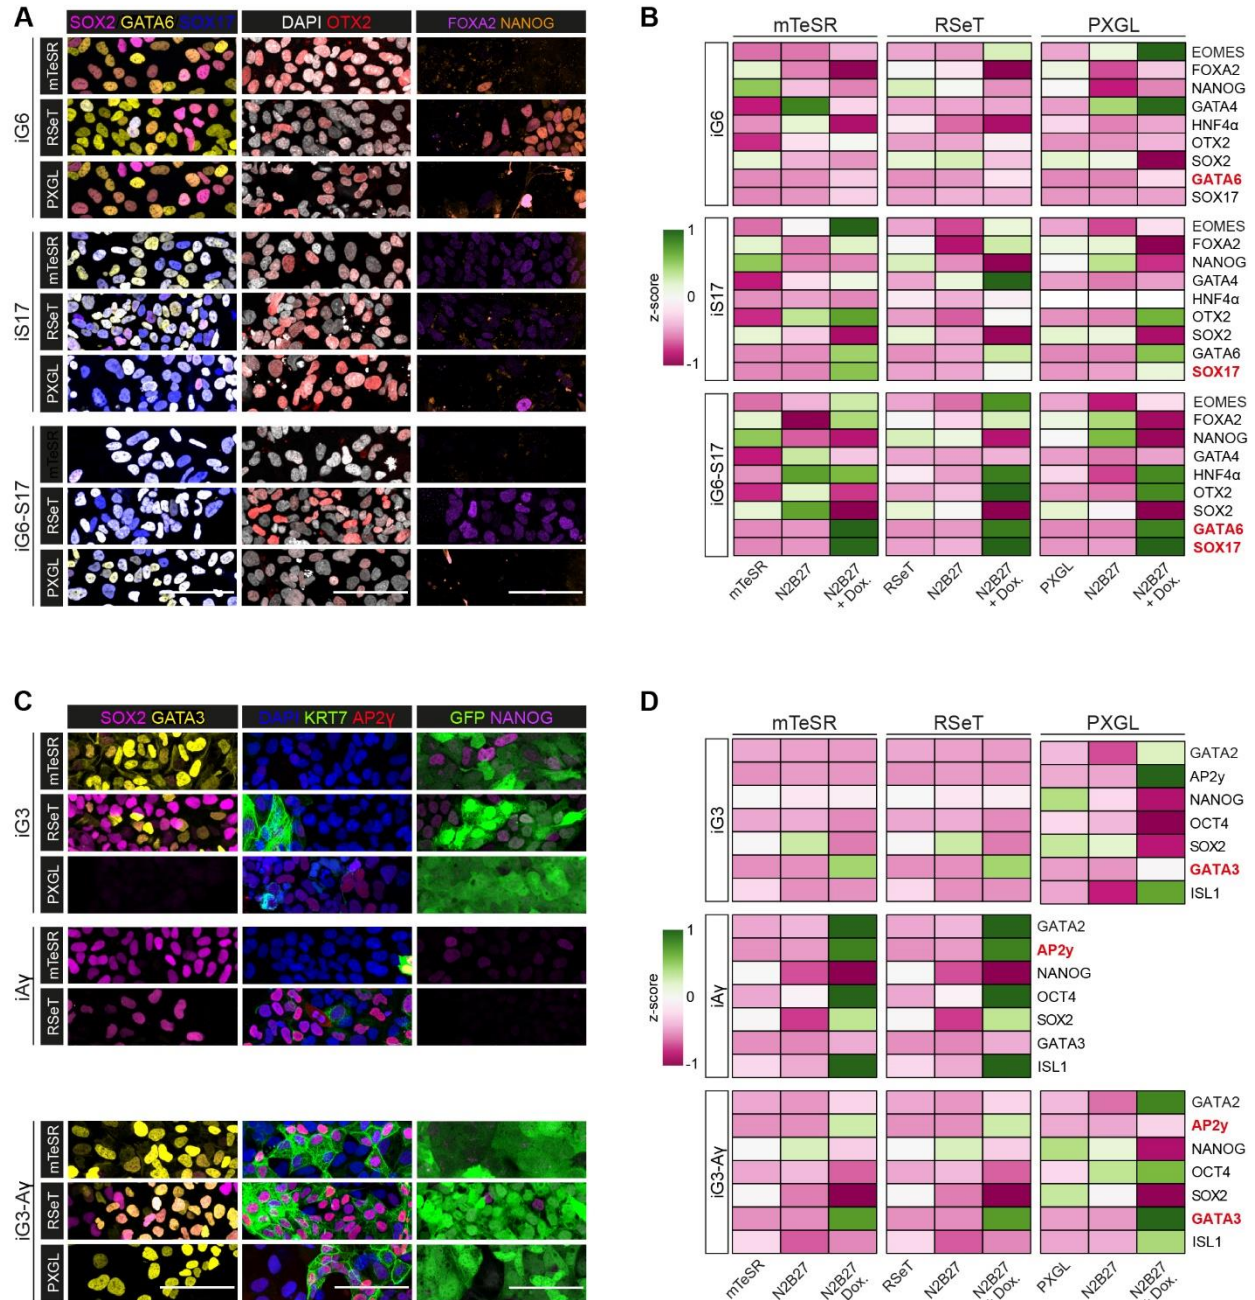 A
SOX2 GATA6 SOX17
DAPI OTX2
FOXA2 NANOG
iG6
mTeSR
RSeT
PXGL
iS17
mTeSR
RSeT
PXGL
iG6-S17
mTeSR
RSeT
PXGL
B
mTeSR
RSeT
PXGL
iG6
EOMES
FOXA2
NANOG
GATA4
HNF4α
OTX2
SOX2
GATA6
SOX17
z-score
1
0
-1
iS17
EOMES
FOXA2
NANOG
GATA4
HNF4α
OTX2
SOX2
GATA6
SOX17
iG6-S17
EOMES
FOXA2
NANOG
GATA4
HNF4α
OTX2
SOX2
GATA6
SOX17
mTeSR
N2B27
N2B27
+ Dox.
RSeT
N2B27
N2B27
+ Dox.
PXGL
N2B27
N2B27
+ Dox.
C
SOX2 GATA3
DAPI KRT7 AP2γ
GFP NANOG
iG3
mTeSR
RSeT
PXGL
iAγ
mTeSR
RSeT
iG3-Aγ
mTeSR
RSeT
PXGL
D
mTeSR
RSeT
PXGL
iG3
GATA2
AP2y
NANOG
OCT4
SOX2
GATA3
ISL1
z-score
1
0
-1
iAγ
GATA2
AP2y
NANOG
OCT4
SOX2
GATA3
ISL1
iG3-Aγ
GATA2
AP2y
NANOG
OCT4
SOX2
GATA3
ISL1
mTeSR
N2B27
N2B27
Dox.
RSeT
N2B27
N2B27
Dox.
PXGL
N2B27
N2B27
Dox.